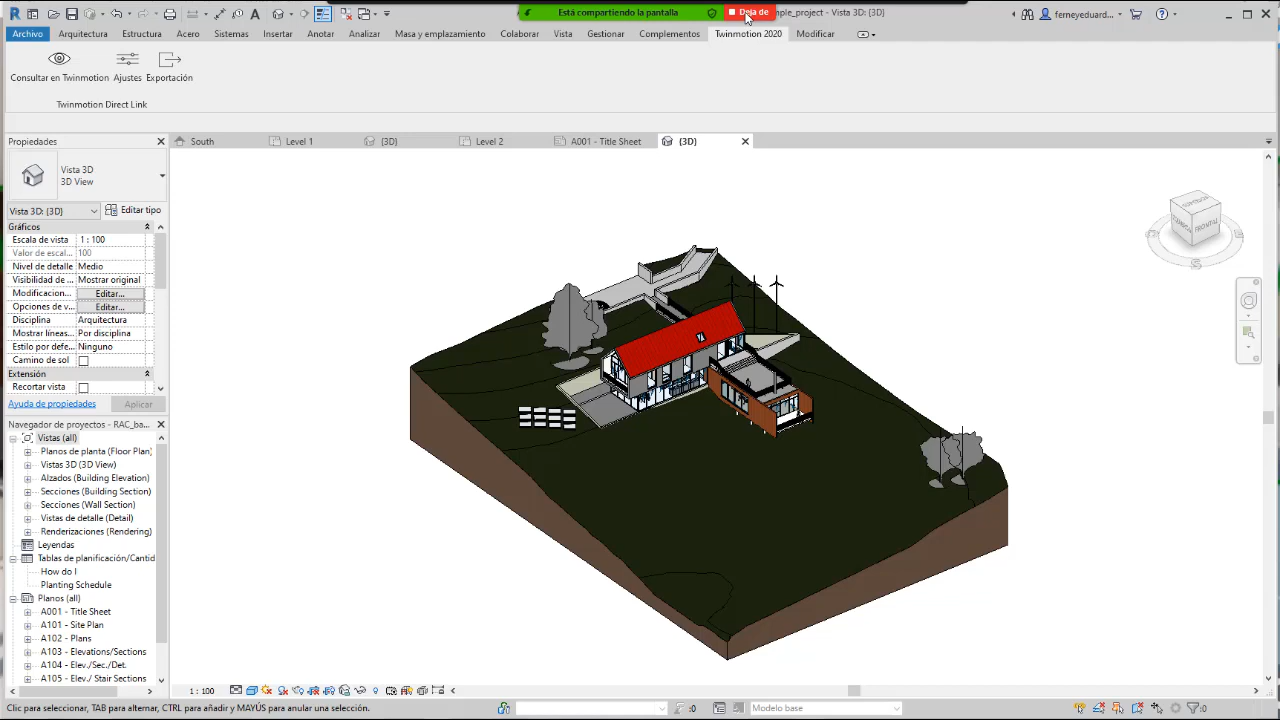 Está compartiendo la pantalla
Deja de
mple_project - Vista 3D: {3D}
ferneyeduard...
Archivo Arquitectura Estructura Acero Sistemas Insertar Anotar Analizar Masa y emplazamiento Colaborar Vista Gestionar Complementos Twinmotion 2020 Modificar
Consultar en Twinmotion Ajustes Exportación
Twinmotion Direct Link
Propiedades
South Level 1 {3D} Level 2 A001 - Title Sheet {3D}
Vista 3D
3D View
Vista 3D: {3D} Editar tipo
Gráficos
Escala de vista 1 : 100
Valor de escal... 100
Nivel de detalle Medio
Visibilidad de ... Mostrar original
Modificacion... Editar...
Opciones de v... Editar...
Disciplina Arquitectura
Mostrar líneas... Por disciplina
Estilo por defe... Ninguno
Camino de sol
Extensión
Recortar vista
Ayuda de propiedades Aplicar
Navegador de proyectos - RAC_ba...
Vistas (all)
Planos de planta (Floor Plan)
Vistas 3D (3D View)
Alzados (Building Elevation)
Secciones (Building Section)
Secciones (Wall Section)
Vistas de detalle (Detail)
Renderizaciones (Rendering)
Leyendas
Tablas de planificación/Cantid
How do I
Planting Schedule
Planos (all)
A001 - Title Sheet
A101 - Site Plan
A102 - Plans
A103 - Elevations/Sections
A104 - Elev./Sec./Det.
A105 - Elev./ Stair Sections
FRONTAL
S
1 : 100
Clic para seleccionar, TAB para alternar, CTRL para añadir y MAYÚS para anular una selección.
:0
Modelo base
:0